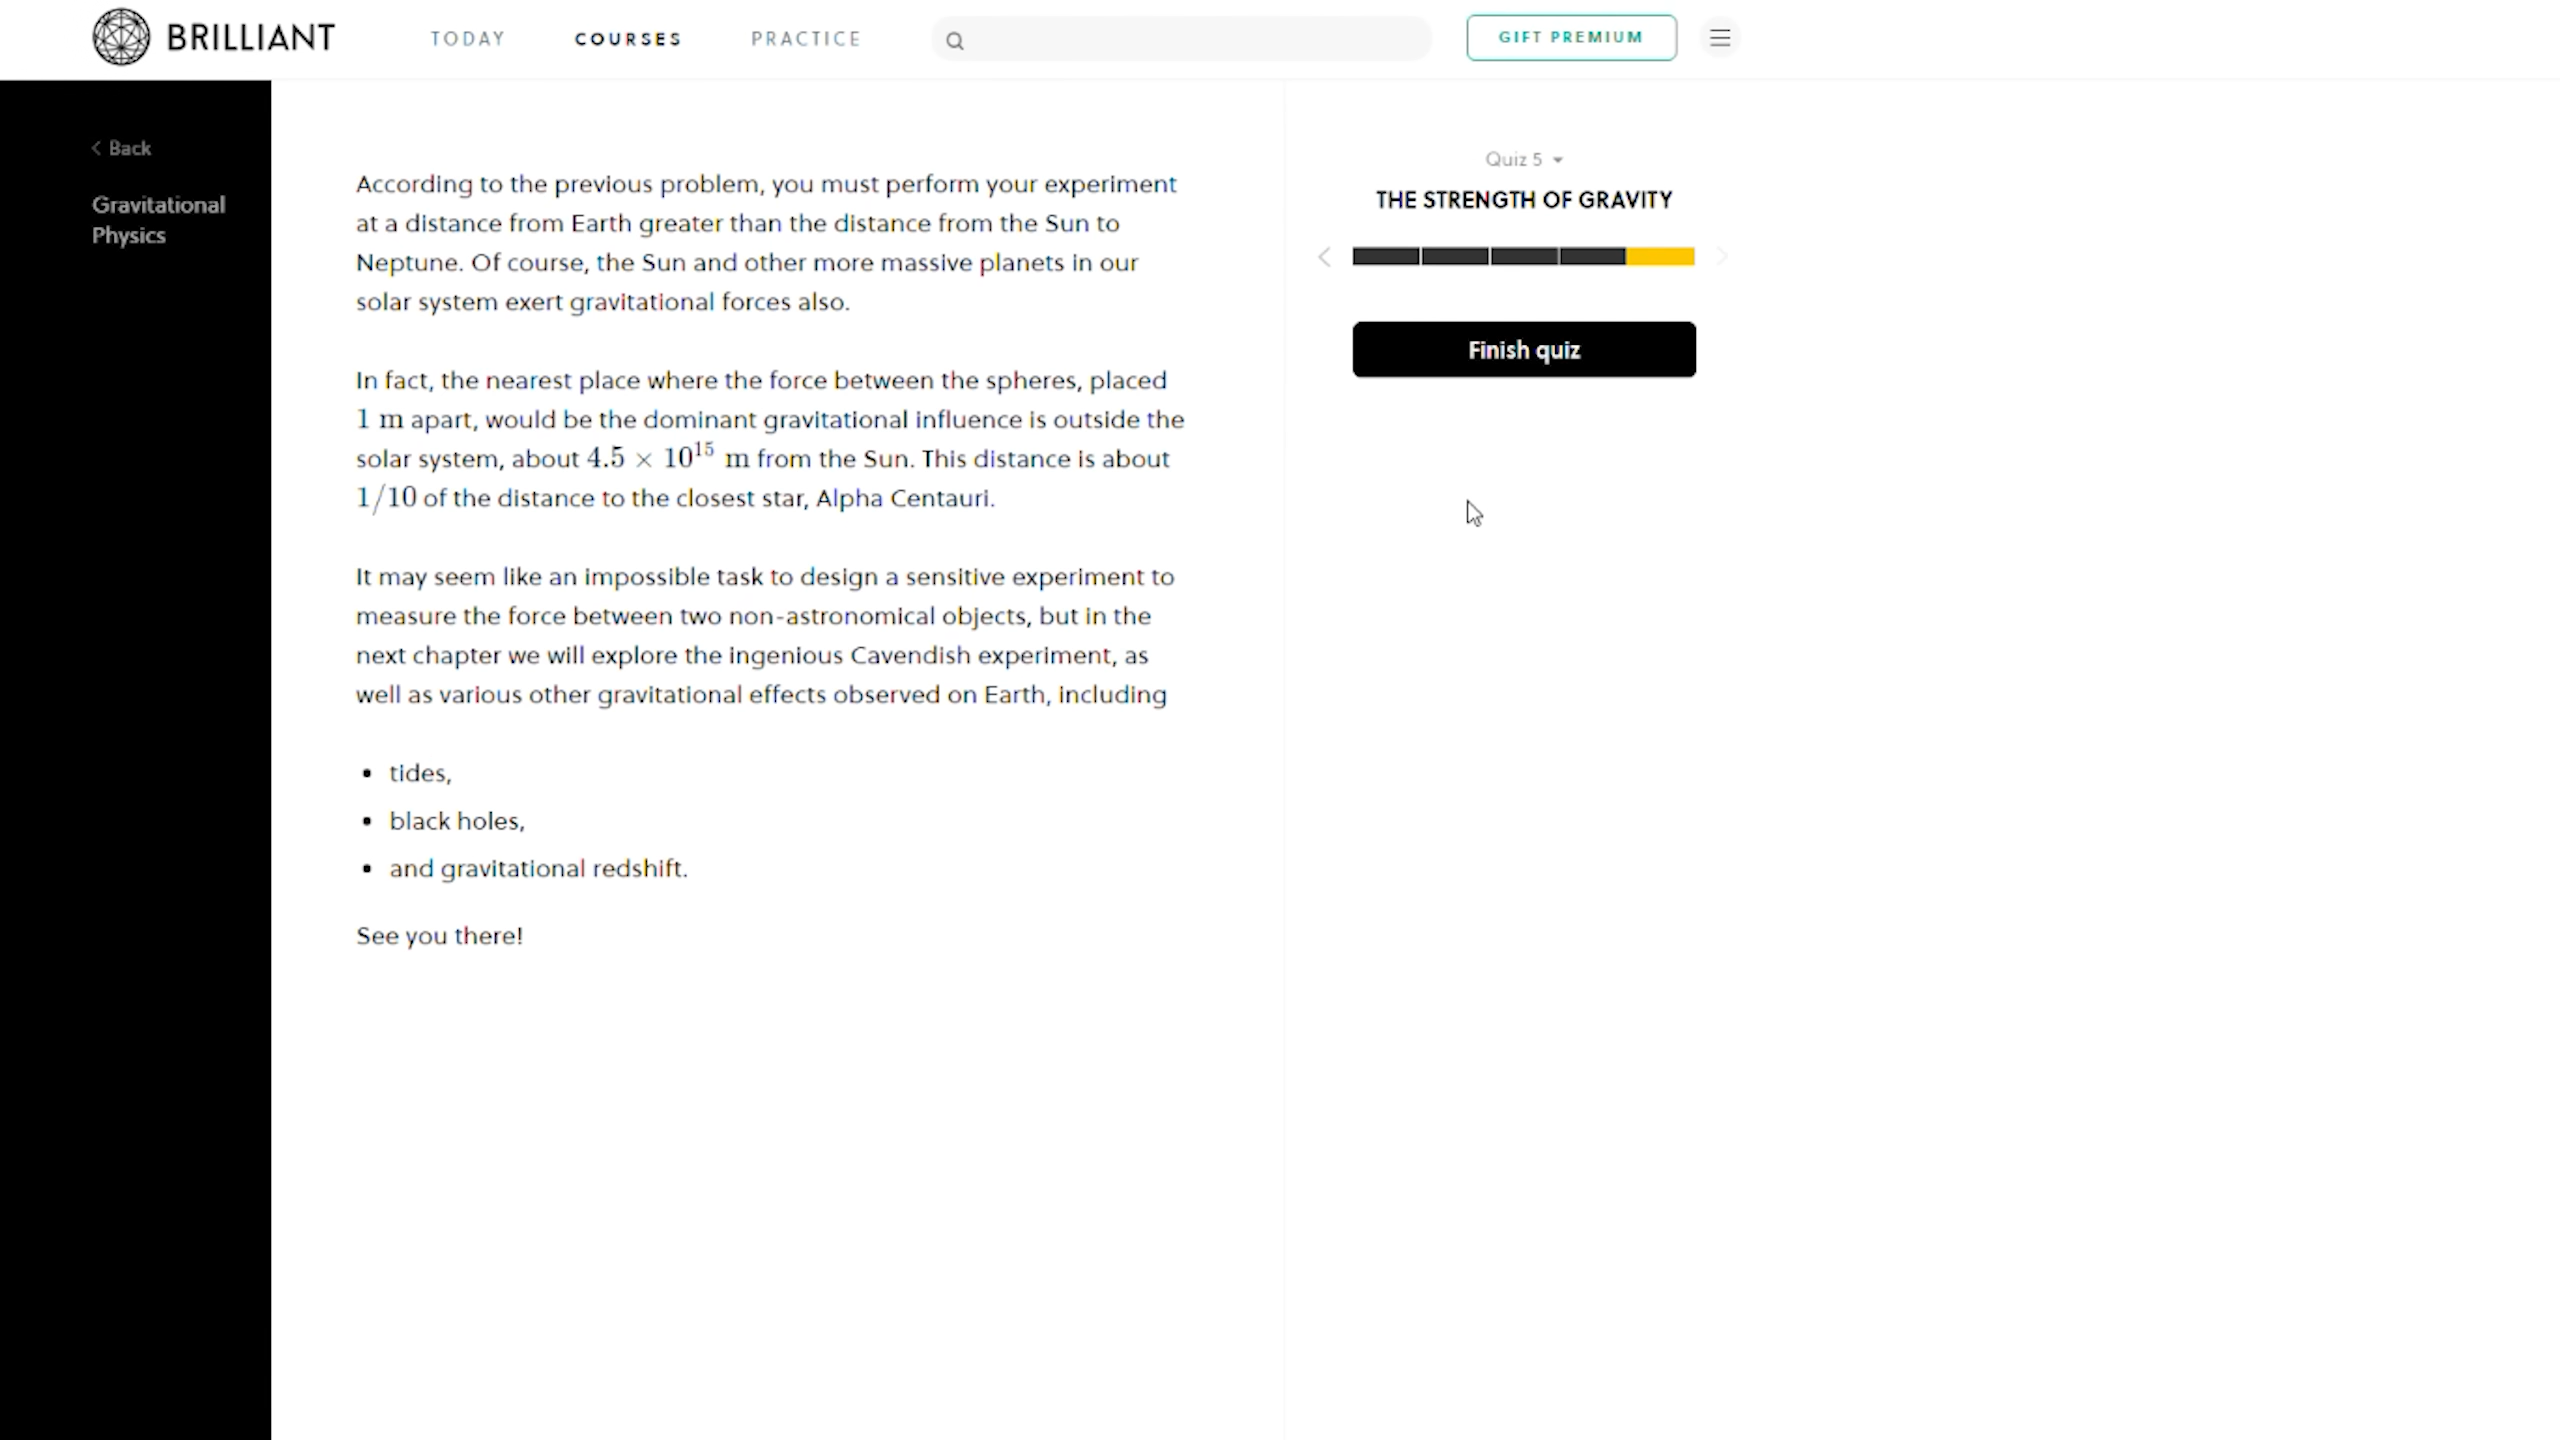 BRILLIANT
TODAY
COURSES
PRACTICE
GIFT PREMIUM
Back
Gravitational
Physics
According to the previous problem, you must perform your experiment
at a distance from Earth greater than the distance from the Sun to
Neptune. Of course, the Sun and other more massive planets in our
solar system exert gravitational forces also.
In fact, the nearest place where the force between the spheres, placed
1 m apart, would be the dominant gravitational influence is outside the
solar system, about 4.5 × 10¹⁵ m from the Sun. This distance is about
1/10 of the distance to the closest star, Alpha Centauri.
It may seem like an impossible task to design a sensitive experiment to
measure the force between two non-astronomical objects, but in the
next chapter we will explore the ingenious Cavendish experiment, as
well as various other gravitational effects observed on Earth, including
• tides,
• black holes,
• and gravitational redshift.
See you there!
Quiz 5
THE STRENGTH OF GRAVITY
Finish quiz